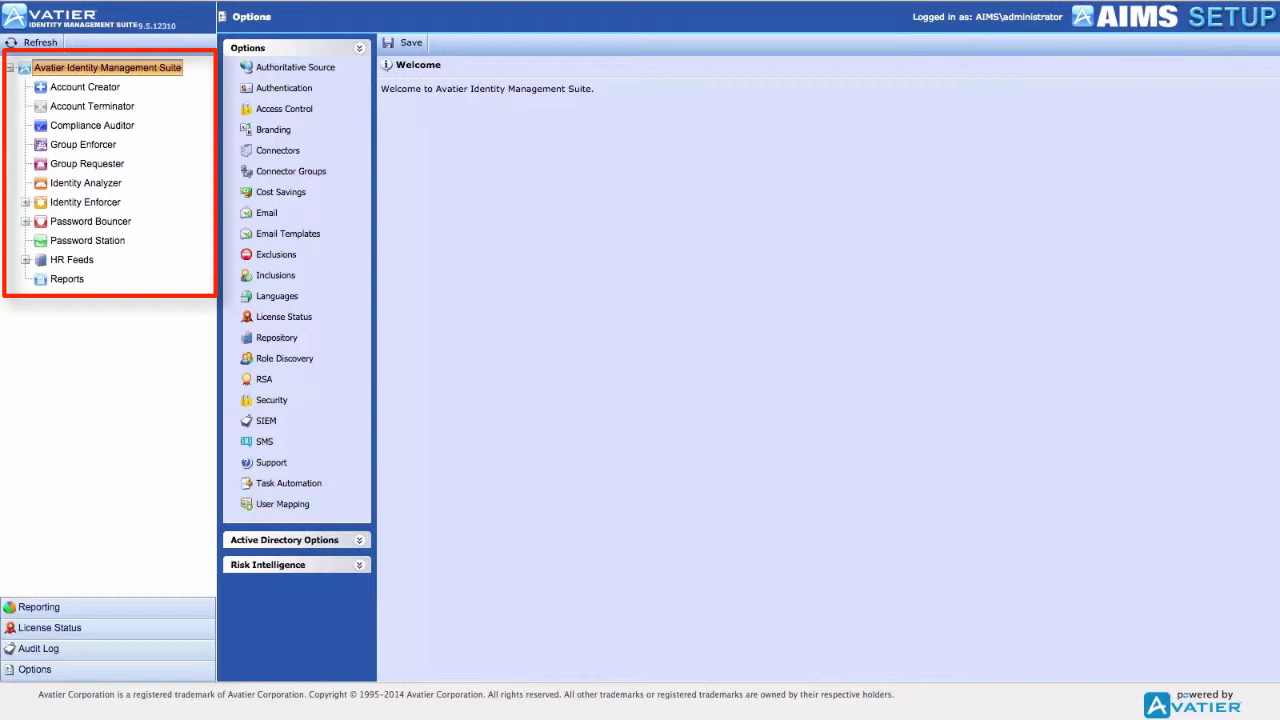 AVATIER
IDENTITY MANAGEMENT SUITE 9.5.12310
Options
Logged in as: AIMS\administrator
AIMS SETUP
Refresh
Avatier Identity Management Suite
Account Creator
Account Terminator
Compliance Auditor
Group Enforcer
Group Requester
Identity Analyzer
Identity Enforcer
Password Bouncer
Password Station
HR Feeds
Reports
Reporting
License Status
Audit Log
Options
Options
Authoritative Source
Authentication
Access Control
Branding
Connectors
Connector Groups
Cost Savings
Email
Email Templates
Exclusions
Inclusions
Languages
License Status
Repository
Role Discovery
RSA
Security
SIEM
SMS
Support
Task Automation
User Mapping
Active Directory Options
Risk Intelligence
Save
Welcome
Welcome to Avatier Identity Management Suite.
Avatier Corporation is a registered trademark of Avatier Corporation. Copyright © 1995-2014 Avatier Corporation. All rights reserved. All other trademarks or registered trademarks are owned by their respective holders.
powered by
AVATIER